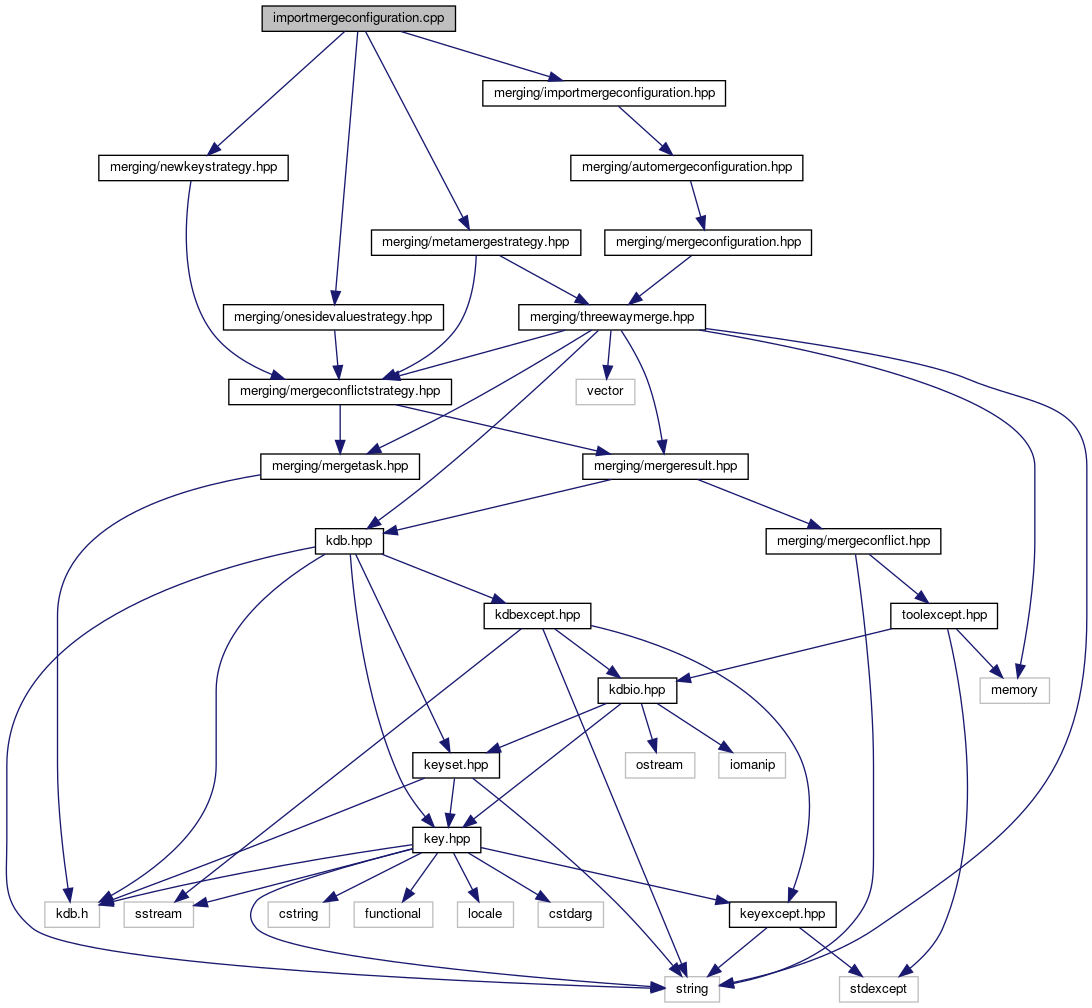 importmergeconfiguration.cpp
merging/importmergeconfiguration.hpp
merging/newkeystrategy.hpp
merging/automergeconfiguration.hpp
merging/metamergestrategy.hpp
merging/mergeconfiguration.hpp
merging/onesidevaluestrategy.hpp
merging/threewaymerge.hpp
merging/mergeconflictstrategy.hpp
vector
merging/mergetask.hpp
merging/mergeresult.hpp
kdb.hpp
merging/mergeconflict.hpp
kdbexcept.hpp
toolexcept.hpp
kdbio.hpp
memory
keyset.hpp
ostream
iomanip
key.hpp
kdb.h
sstream
cstring
functional
locale
cstdarg
keyexcept.hpp
string
stdexcept